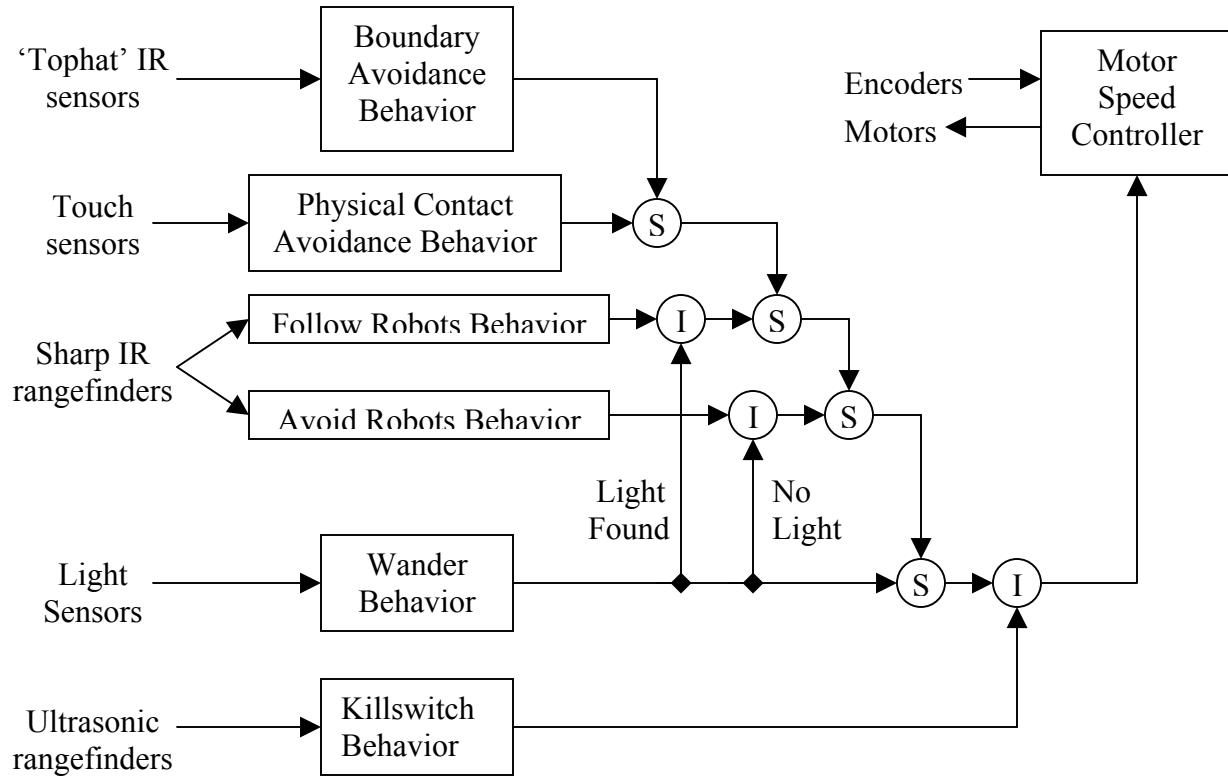 ‘Tophat’ IR
sensors
Boundary
Avoidance
Behavior
Encoders
Motors
Motor
Speed
Controller
Touch
sensors
Physical Contact
Avoidance Behavior
S
Sharp IR
rangefinders
Follow Robots Behavior
I
S
Avoid Robots Behavior
I
S
Light
Found
No
Light
Light
Sensors
Wander
Behavior
S
I
Ultrasonic
rangefinders
Killswitch
Behavior